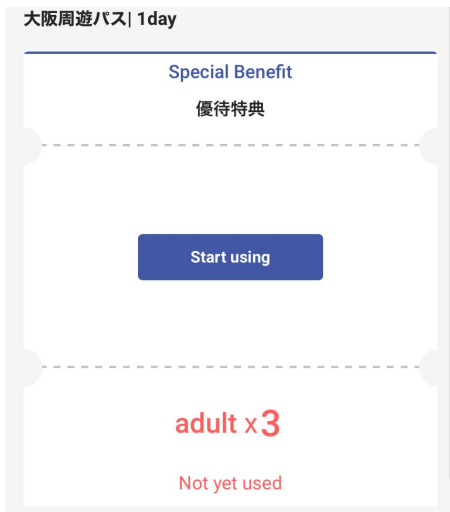 大阪周遊パス| 1day
Special Benefit
優待特典
Start using
adult x3
Not yet used